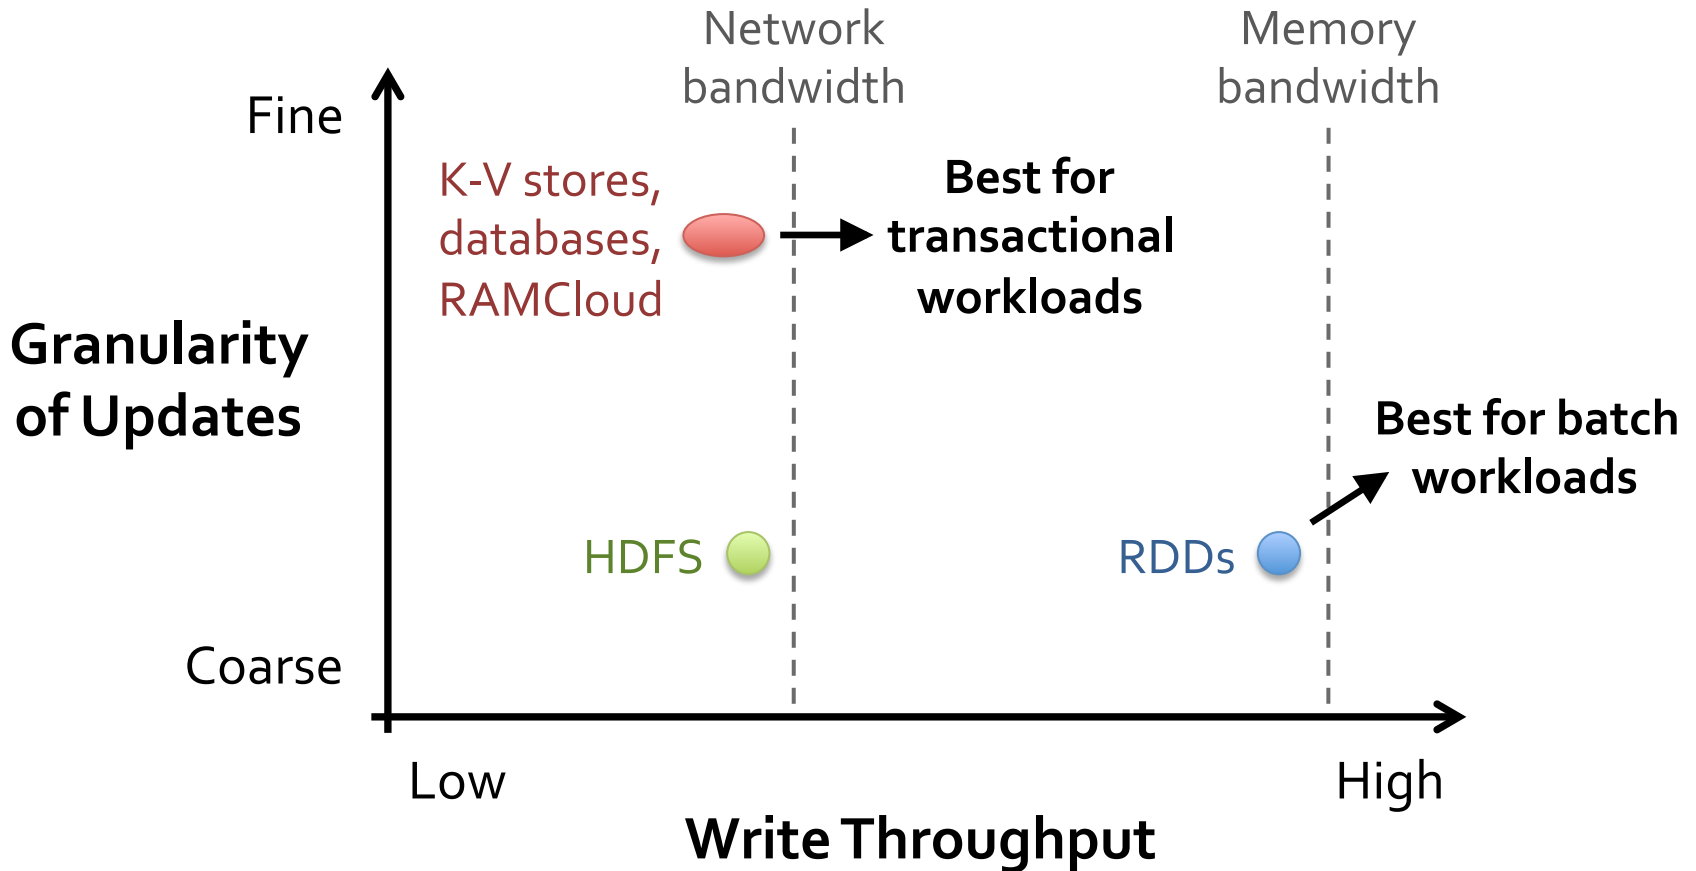 Network
bandwidth
Memory
bandwidth
Fine
K-V stores,
databases,
RAMCloud
Best for
transactional
workloads
Granularity
of Updates
Best for batch
workloads
HDFS
RDDs
Coarse
Low
High
Write Throughput